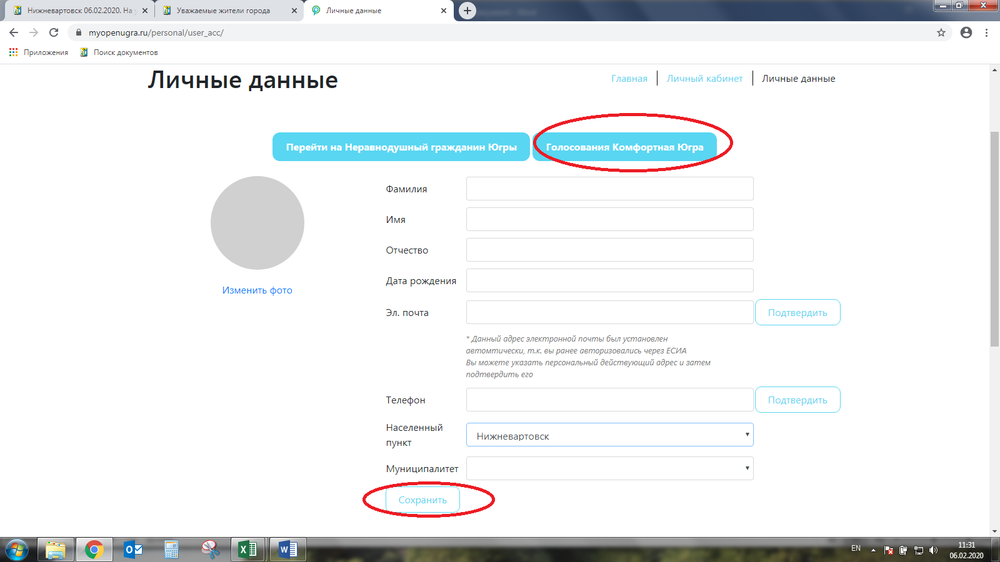 Нижневартовск 06.02.2020. На у
Уважаемые жители города
Личные данные
myopenugra.ru/personal/user_acc/
Приложения
Поиск документов
Личные данные
Главная
Личный кабинет
Личные данные
Перейти на Неравнодушный гражданин Югры
Голосования Комфортная Югра
Фамилия
Имя
Отчество
Дата рождения
Изменить фото
Эл. почта
Подтвердить
* Данный адрес электронной почты был установлен
автомтически, т.к. вы ранее авторизовались через ЕСИА
Вы можете указать персональный действующий адрес и затем
подтвердить его
Телефон
Подтвердить
Населенный
пункт
Нижневартовск
Муниципалитет
Сохранить
EN
11:31
06.02.2020